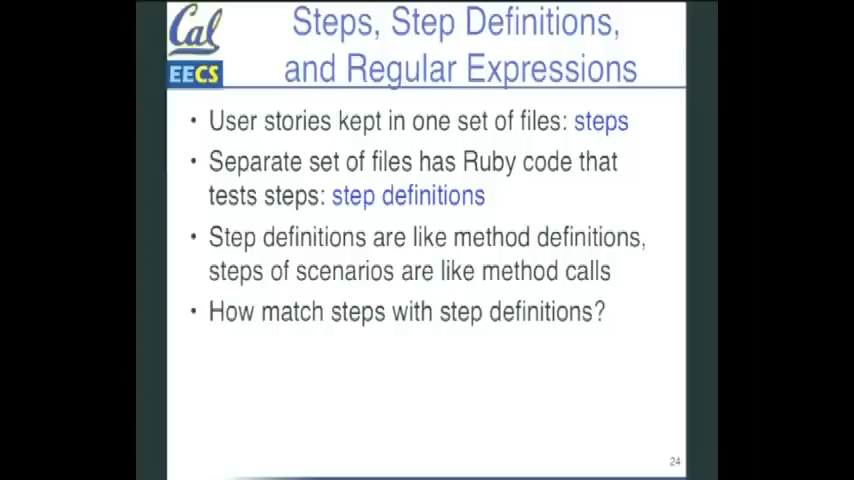 Cal
EECS
Steps, Step Definitions,
and Regular Expressions
• User stories kept in one set of files: steps
• Separate set of files has Ruby code that
tests steps: step definitions
• Step definitions are like method definitions,
steps of scenarios are like method calls
• How match steps with step definitions?
24